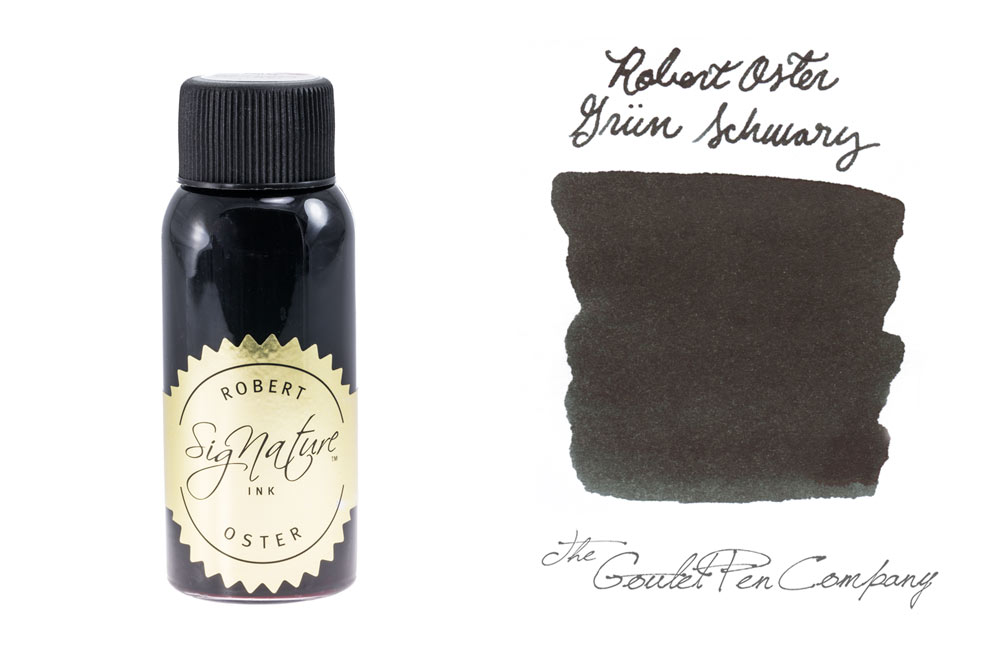 ROBERT
SigNature™
INK
OSTER
Robert Oster
Grün Schwarz
The Goulet Pen Company